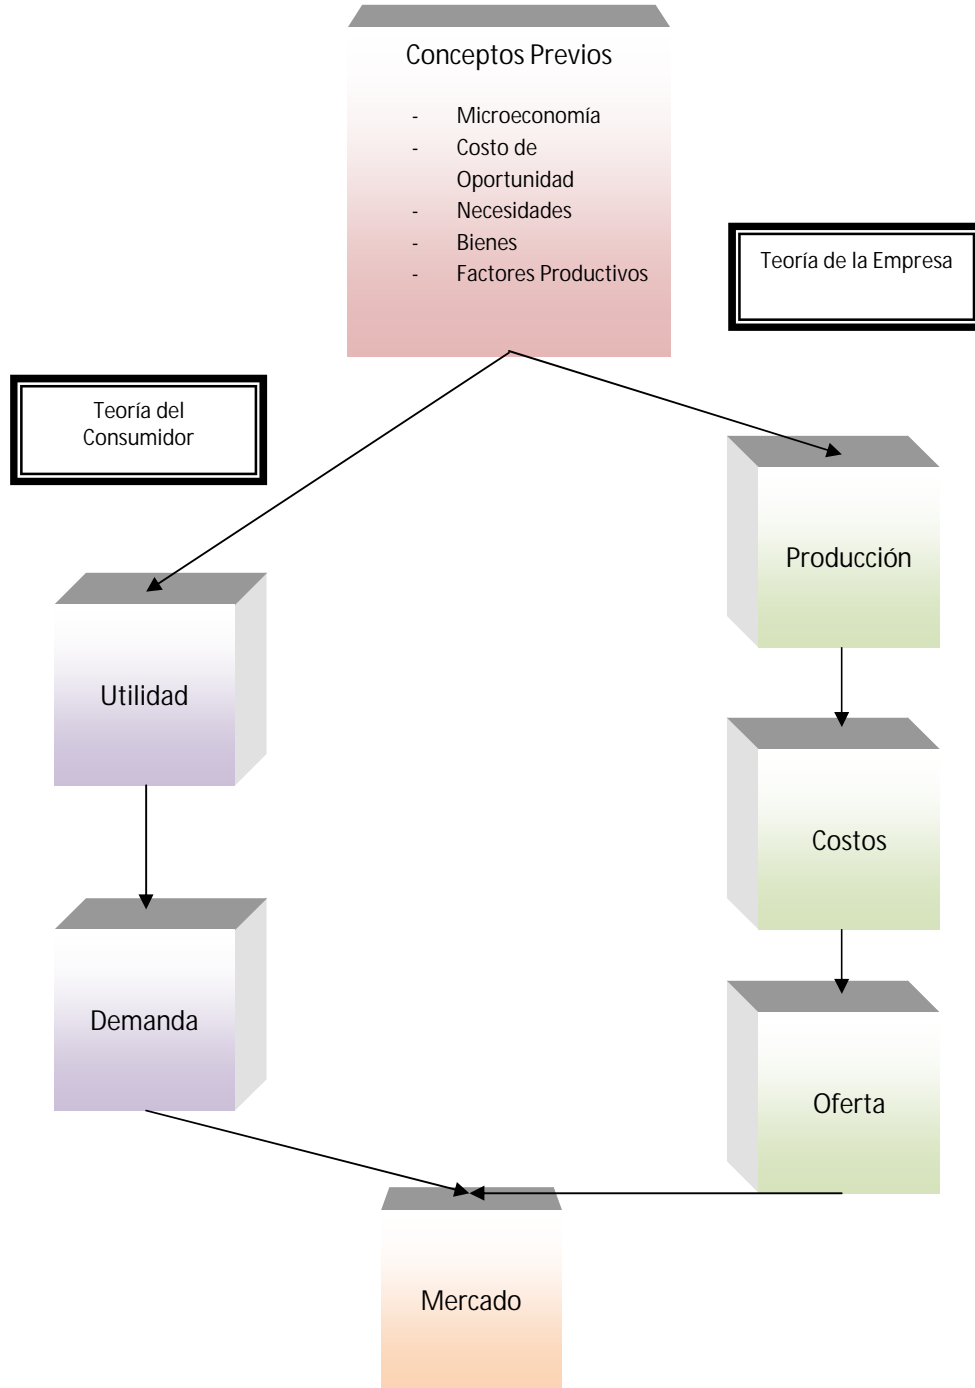 Conceptos Previos
- Microeconomía
- Costo de
Oportunidad
- Necesidades
- Bienes
- Factores Productivos
Teoría de la Empresa
Teoría del
Consumidor
Producción
Utilidad
Costos
Demanda
Oferta
Mercado